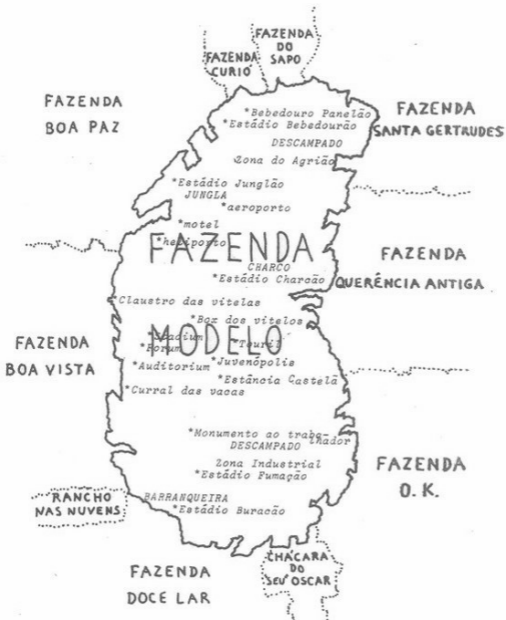 FAZENDA
DO
SAPO
FAZENDA
CURIÓ
FAZENDA
BOA PAZ
FAZENDA
SANTA GERTRUDES
*Bebedouro Panelão
*Estádio Bebedourão
DESCAMPADO
Zona do Agrião
*Estádio Junglão
JUNGLA
*aeroporto
*motel
*heliporto
FAZENDA
CHARCO
*Estádio Charcão
FAZENDA
QUERÊNCIA ANTIGA
*Claustro das vitelas
*Box dos vitelos
MODELO
*Stadium
*Forum
*Touril
*Auditorium
*Juvenópolis
*Estância Castelã
*Curral das vacas
FAZENDA
BOA VISTA
*Monumento ao traba-
lhador
DESCAMPADO
Zona Industrial
*Estádio Fumação
BARRANQUEIRA
*Estádio Buracão
FAZENDA
O. K.
RANCHO
NAS NUVENS
CHÁCARA
DO
SEU OSCAR
FAZENDA
DOCE LAR